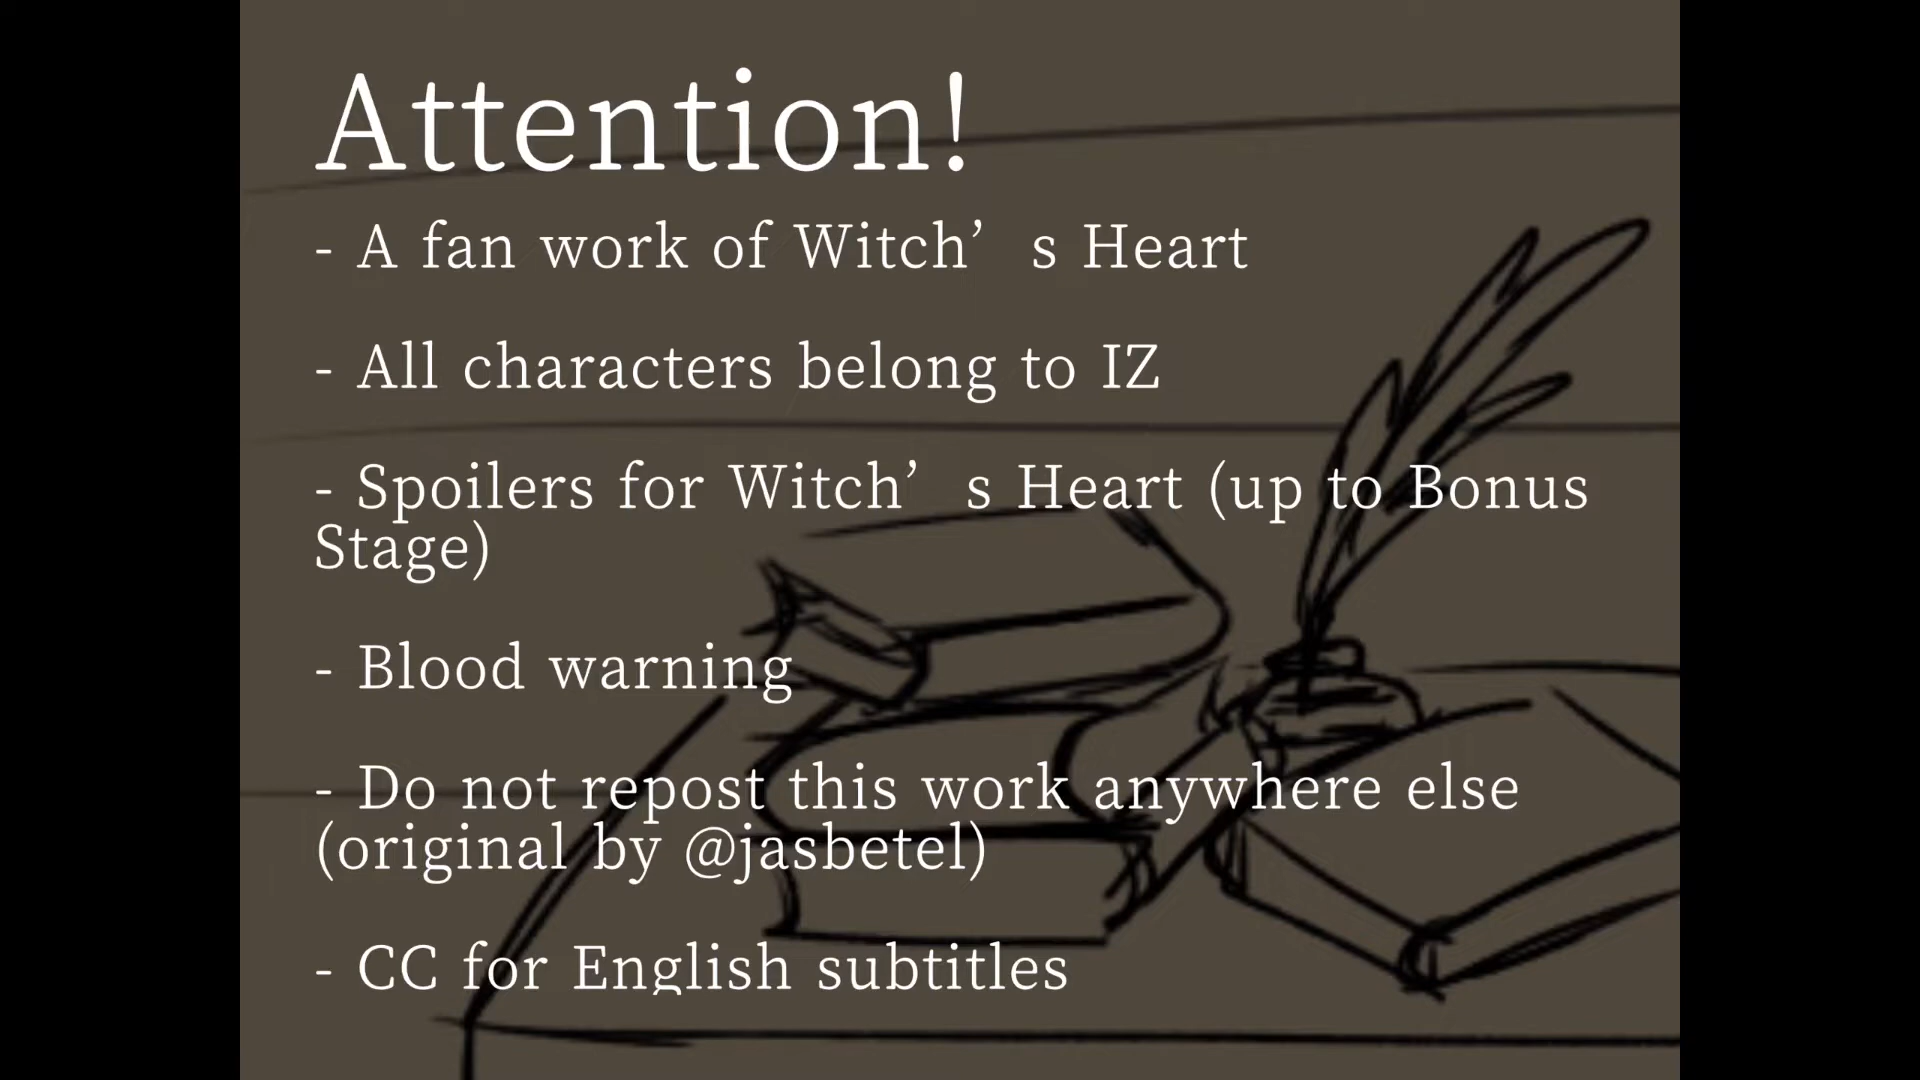 Attention!
- A fan work of Witch’s Heart
- All characters belong to IZ
- Spoilers for Witch’s Heart (up to Bonus
Stage)
- Blood warning
- Do not repost this work anywhere else
(original by @jasbetel)
- CC for English subtitles